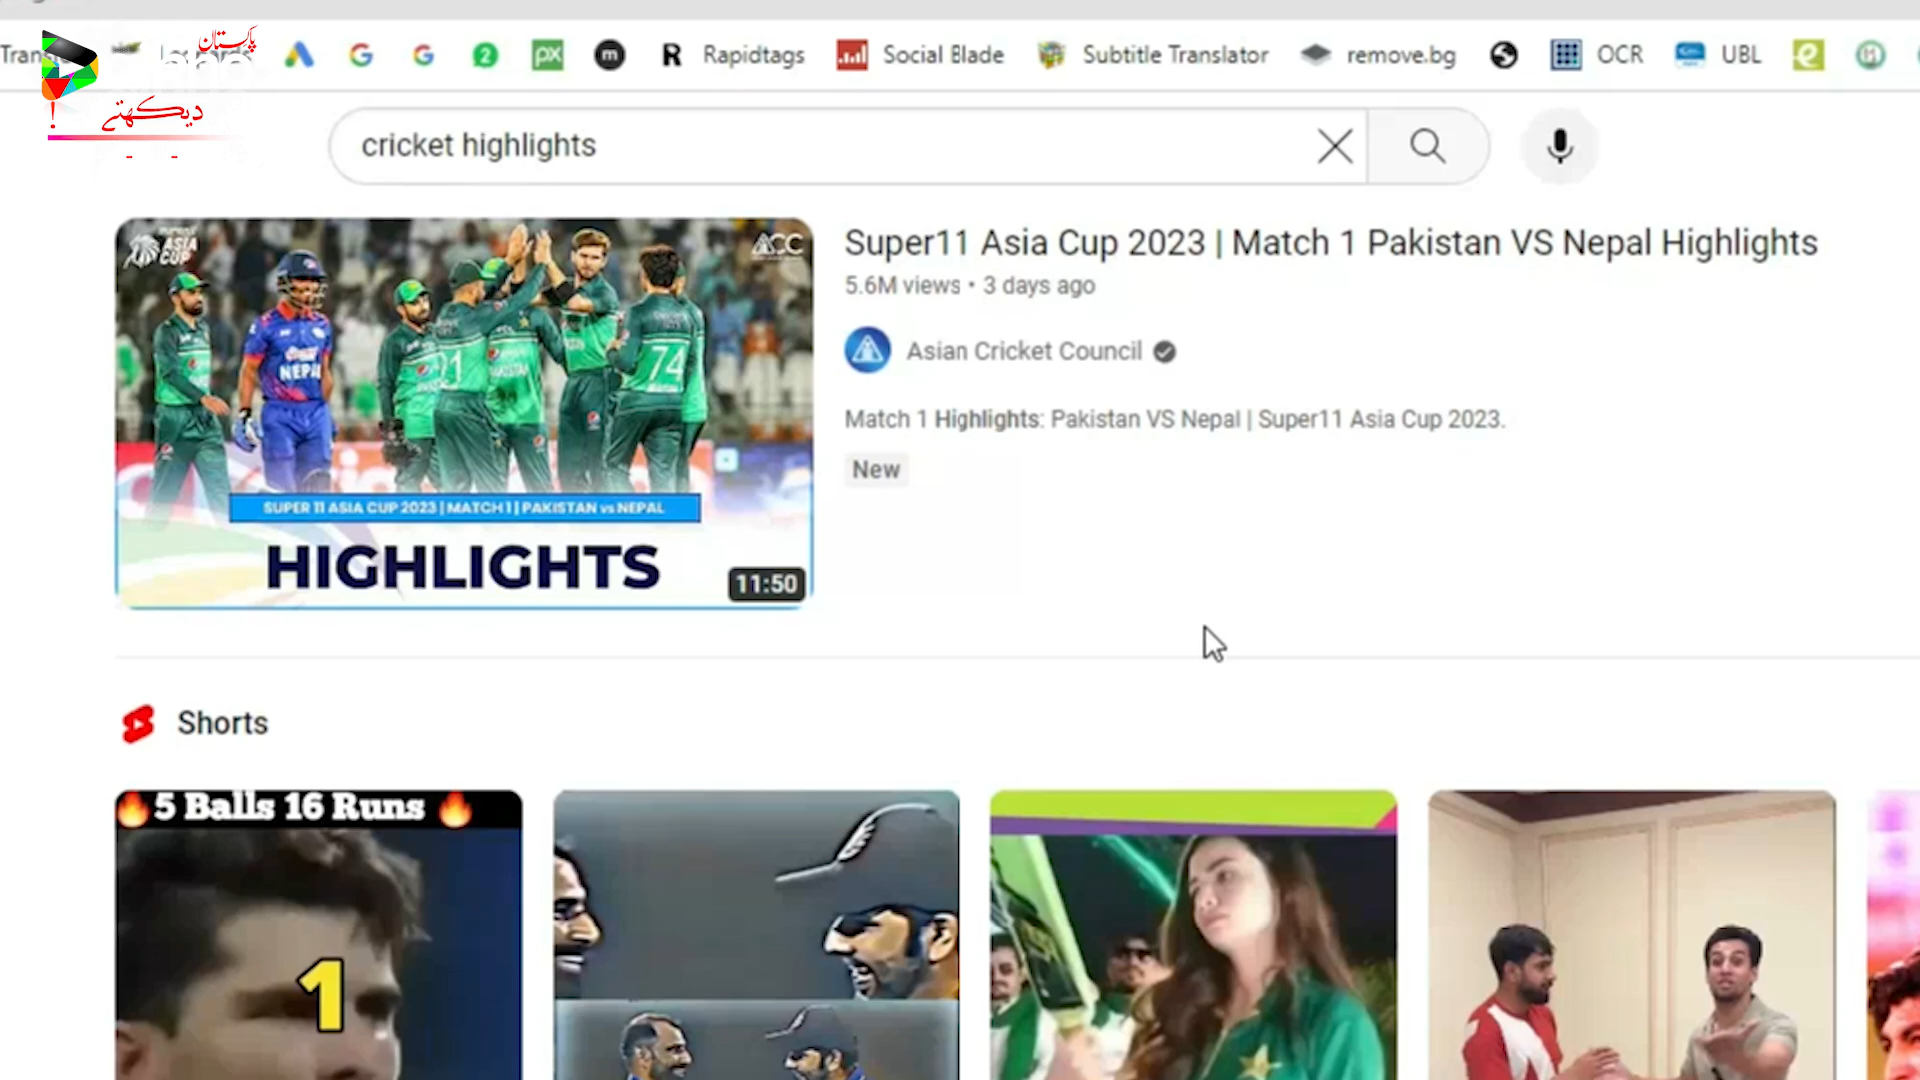 پاکستان
دیکھتے
!
Rapidtags
Social Blade
Subtitle Translator
remove.bg
OCR
UBL
cricket highlights
ASIA CUP
ACC
NEPAL
21
PAKISTAN
74
SUPER 11 ASIA CUP 2023 | MATCH 1 | PAKISTAN vs NEPAL
HIGHLIGHTS
11:50
Super11 Asia Cup 2023 | Match 1 Pakistan VS Nepal Highlights
5.6M views • 3 days ago
Asian Cricket Council
Match 1 Highlights: Pakistan VS Nepal | Super11 Asia Cup 2023.
New
Shorts
5 Balls 16 Runs
1